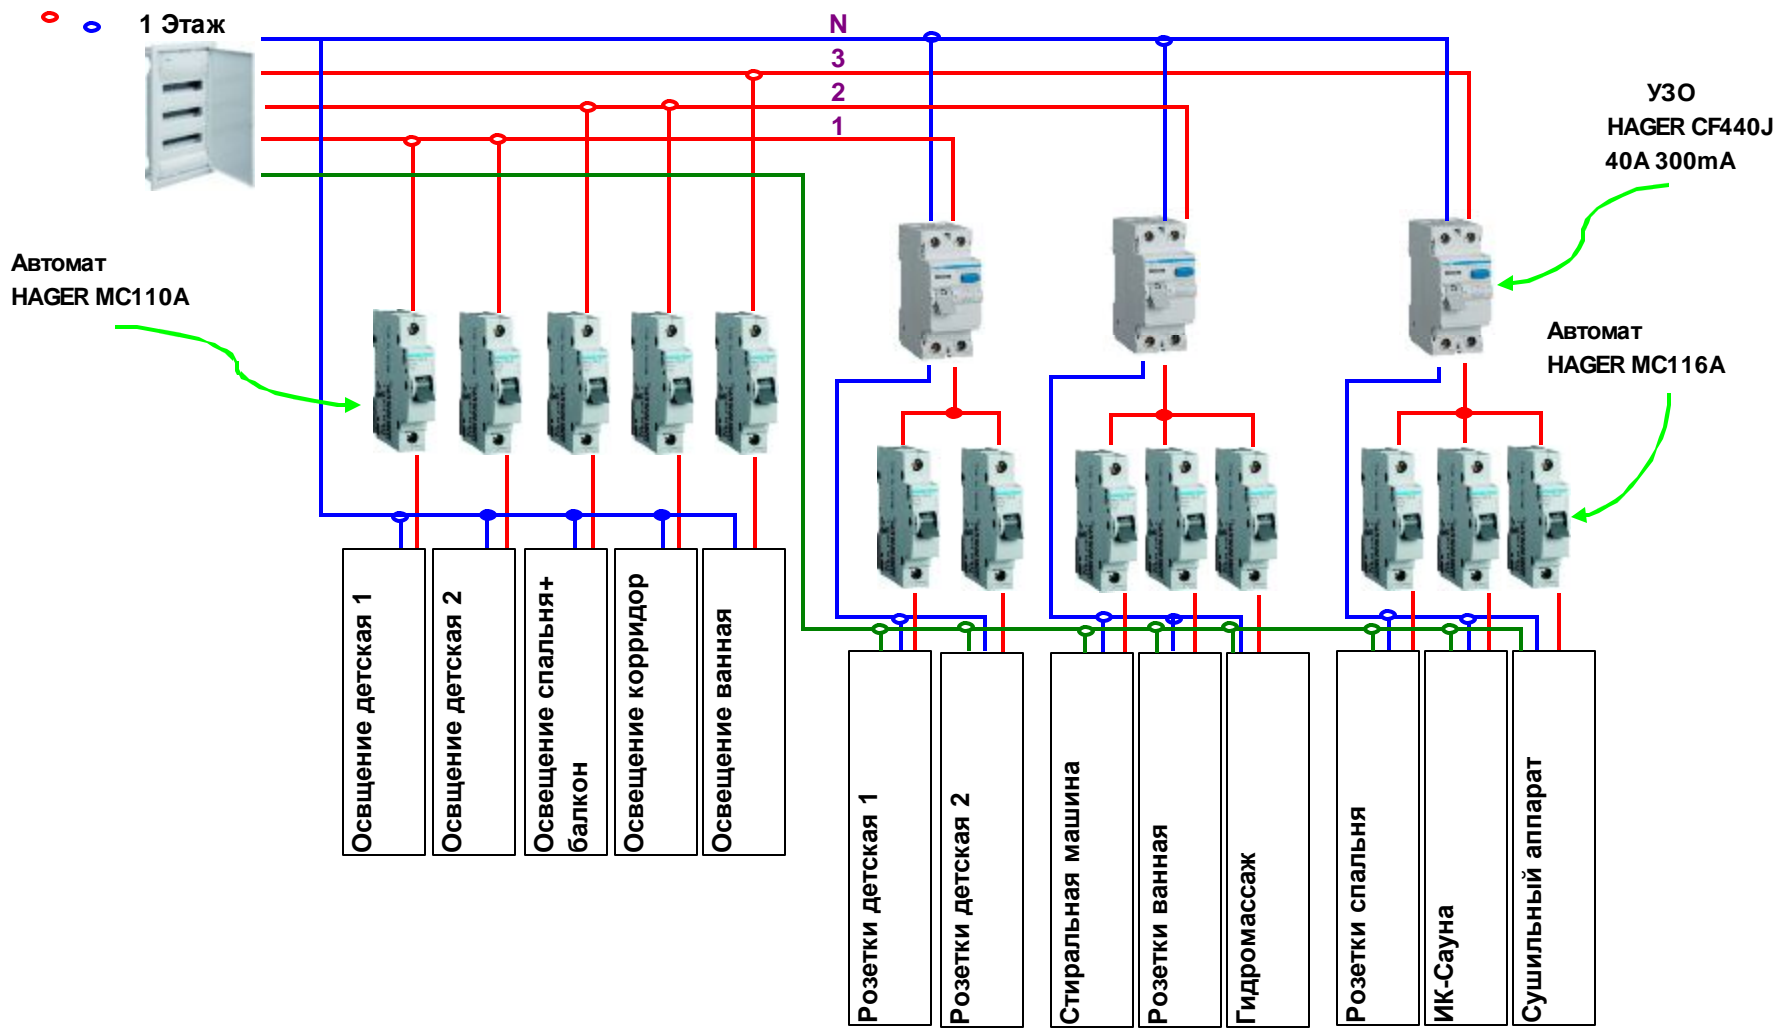 1 Этаж
N
3
2
1
УЗО
HAGER CF440J
40A 300mA
Автомат
HAGER MC110A
Автомат
HAGER MC116A
Освщение детская 1
Освщение детская 2
Освещение спальня+
балкон
Освещение корридор
Освещение ванная
Розетки детская 1
Розетки детская 2
Стиральная машина
Розетки ванная
Гидромассаж
Розетки спальня
ИК-Сауна
Сушильный аппарат